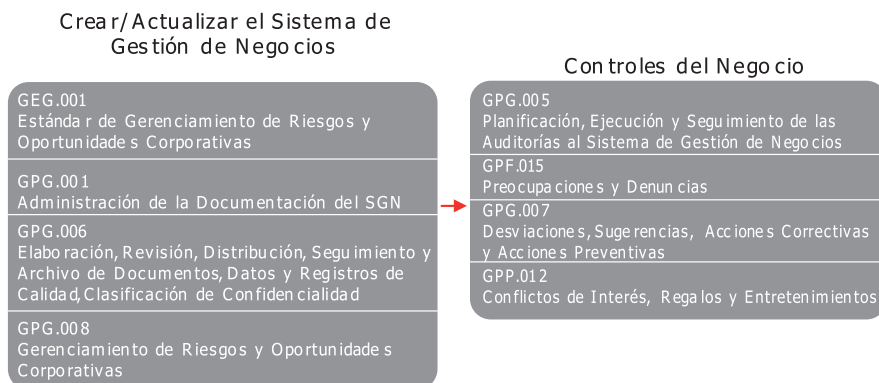 Crear/Actualizar el Sistema de
Gestión de Negocios
GEG.001
Estándar de Gerenciamiento de Riesgos y
Oportunidades Corporativas
GPG.001
Administración de la Documentación del SGN
GPG.006
Elaboración, Revisión, Distribución, Seguimiento y
Archivo de Documentos, Datos y Registros de
Calidad, Clasificación de Confidencialidad
GPG.008
Gerenciamiento de Riesgos y Oportunidades
Corporativas
Controles del Negocio
GPG.005
Planificación, Ejecución y Seguimiento de las
Auditorías al Sistema de Gestión de Negocios
GPF.015
Preocupaciones y Denuncias
GPG.007
Desviaciones, Sugerencias, Acciones Correctivas
y Acciones Preventivas
GPP.012
Conflictos de Interés, Regalos y Entretenimientos